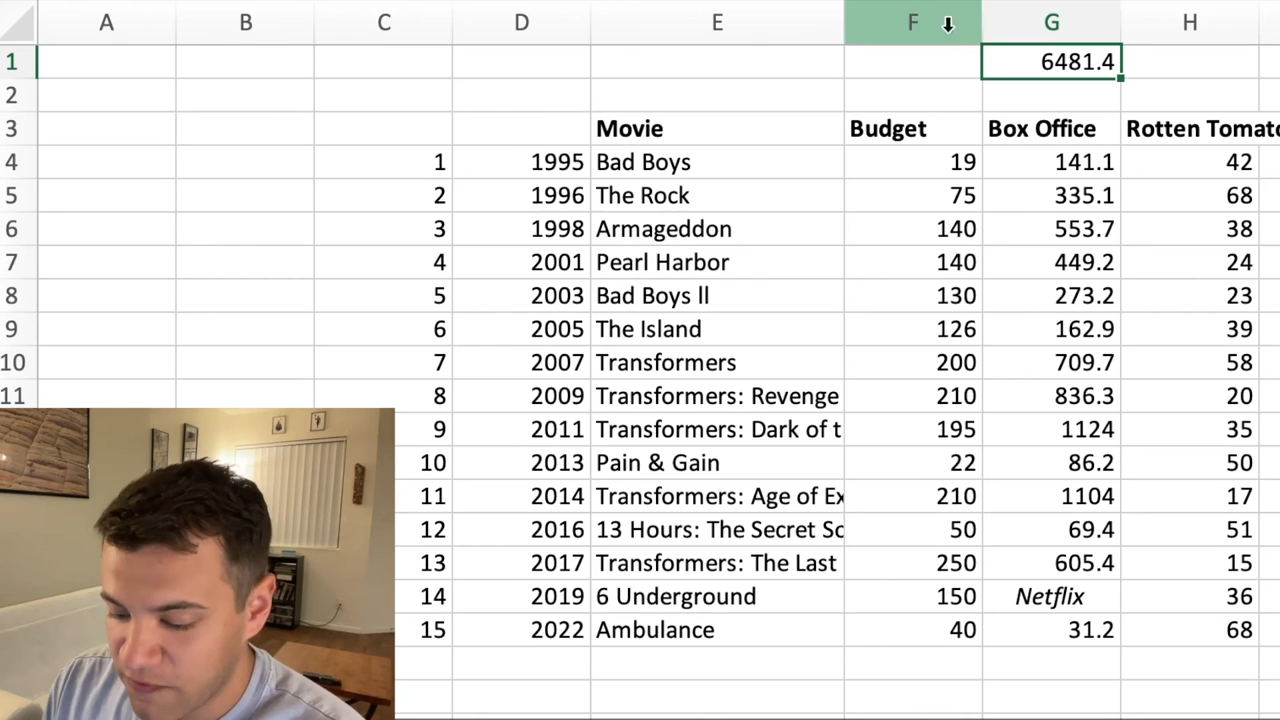 A B C D E F G H
1 6481.4
2
3 Movie Budget Box Office Rotten Tomato
4 1 1995 Bad Boys 19 141.1 42
5 2 1996 The Rock 75 335.1 68
6 3 1998 Armageddon 140 553.7 38
7 4 2001 Pearl Harbor 140 449.2 24
8 5 2003 Bad Boys ll 130 273.2 23
9 6 2005 The Island 126 162.9 39
10 7 2007 Transformers 200 709.7 58
11 8 2009 Transformers: Revenge 210 836.3 20
9 2011 Transformers: Dark of t 195 1124 35
10 2013 Pain & Gain 22 86.2 50
11 2014 Transformers: Age of Ex 210 1104 17
12 2016 13 Hours: The Secret So 50 69.4 51
13 2017 Transformers: The Last 250 605.4 15
14 2019 6 Underground 150 Netflix 36
15 2022 Ambulance 40 31.2 68